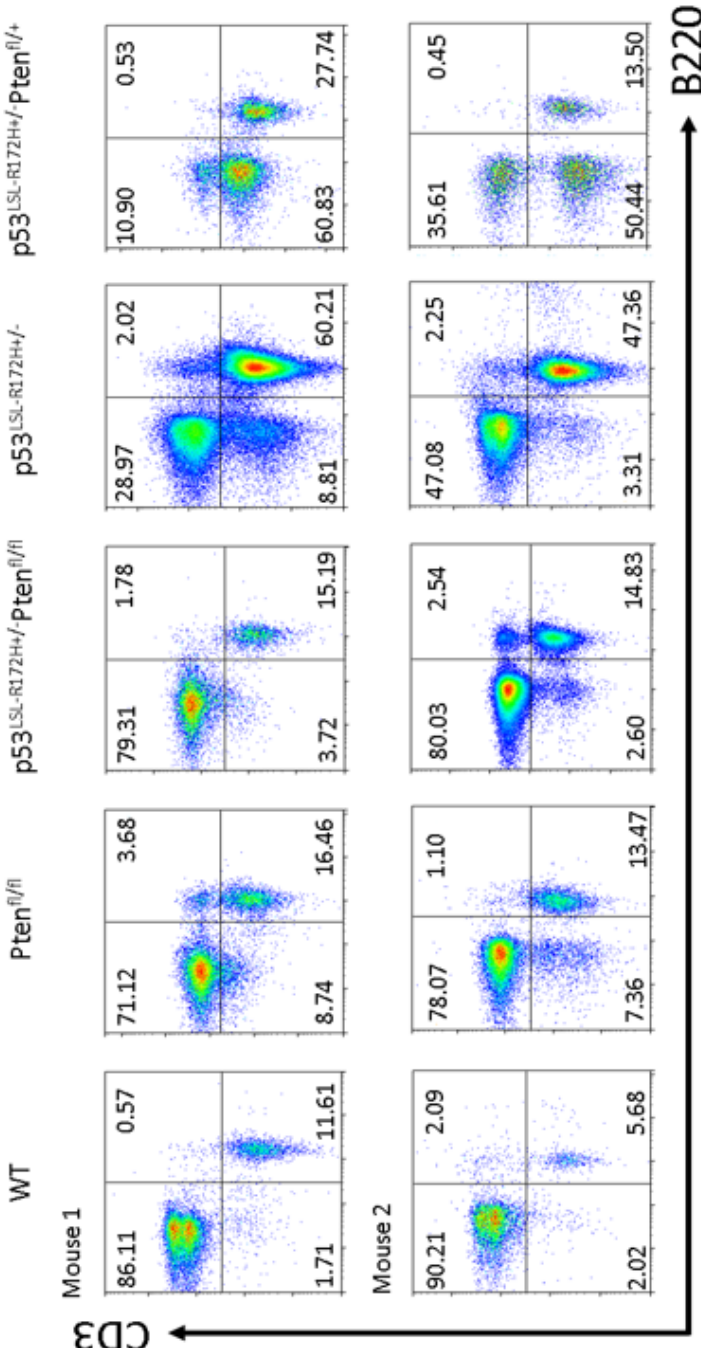 WT
Pten^fl/fl
p53^LSL-R172H+/-Pten^fl/fl
p53^LSL-R172H+/-
p53^LSL-R172H+/-Pten^fl/+
Mouse 1
86.11 0.57
1.71 11.61
71.12 3.68
8.74 16.46
79.31 1.78
3.72 15.19
28.97 2.02
8.81 60.21
10.90 0.53
60.83 27.74
Mouse 2
90.21 2.09
2.02 5.68
78.07 1.10
7.36 13.47
80.03 2.54
2.60 14.83
47.08 2.25
3.31 47.36
35.61 0.45
50.44 13.50
CD3
B220